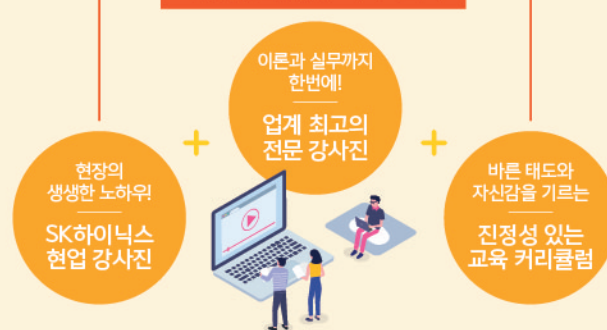 이론과 실무까지
한번에!
업계 최고의
전문 강사진
현장의
생생한 노하우!
SK하이닉스
현업 강사진
바른 태도와
자신감을 기르는
진정성 있는
교육 커리큘럼